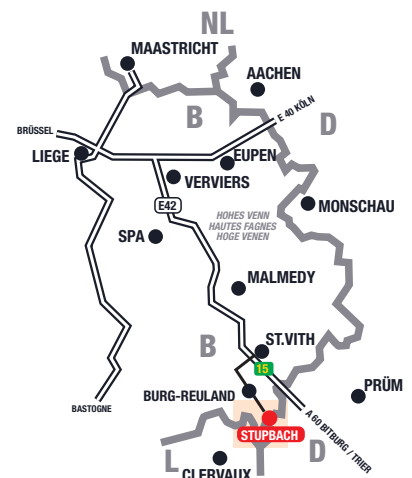 NL
MAASTRICHT
AACHEN
B
D
E 40 KÖLN
BRÜSSEL
LIEGE
EUPEN
VERVIERS
E42
MONSCHAU
HOHES VENN
HAUTES FAGNES
HOGE VENEN
SPA
MALMEDY
ST.VITH
B
15
PRÜM
BURG-REULAND
BASTOGNE
A 60 BITBURG / TRIER
STUPBACH
D
L
CLERVAUX